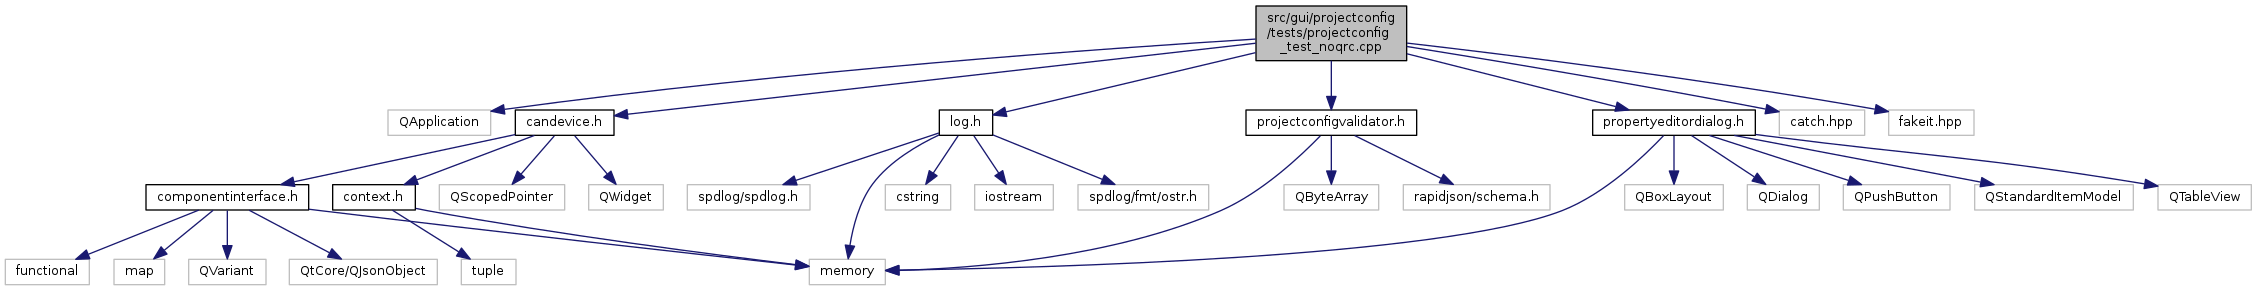 src/gui/projectconfig
/tests/projectconfig
_test_noqrc.cpp
QApplication
candevice.h
log.h
projectconfigvalidator.h
propertyeditordialog.h
catch.hpp
fakeit.hpp
componentinterface.h
context.h
QScopedPointer
QWidget
spdlog/spdlog.h
cstring
iostream
spdlog/fmt/ostr.h
QByteArray
rapidjson/schema.h
QBoxLayout
QDialog
QPushButton
QStandardItemModel
QTableView
functional
map
QVariant
QtCore/QJsonObject
tuple
memory